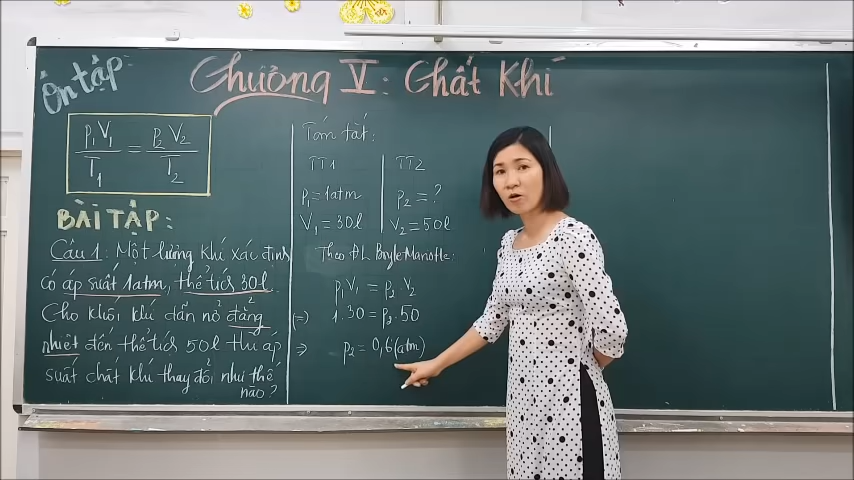 Ôn tập:
Chương V: Chất Khí
p₁V₁ / T₁ = p₂V₂ / T₂
BÀI TẬP:
Câu 1: Một lượng khí xác định
có áp suất 1atm, thể tích 30l.
Cho khối khí dãn nở đẳng
nhiệt đến thể tích 50l thì áp
suất chất khí thay đổi như thế
nào?
Tóm tắt:
TT1 TT2
p₁ = 1atm p₂ = ?
V₁ = 30l V₂ = 50l
Theo ĐL Boyle Mariotte:
p₁V₁ = p₂.V₂
(=) 1.30 = p₂.50
⇒ p₂ = 0,6(atm)